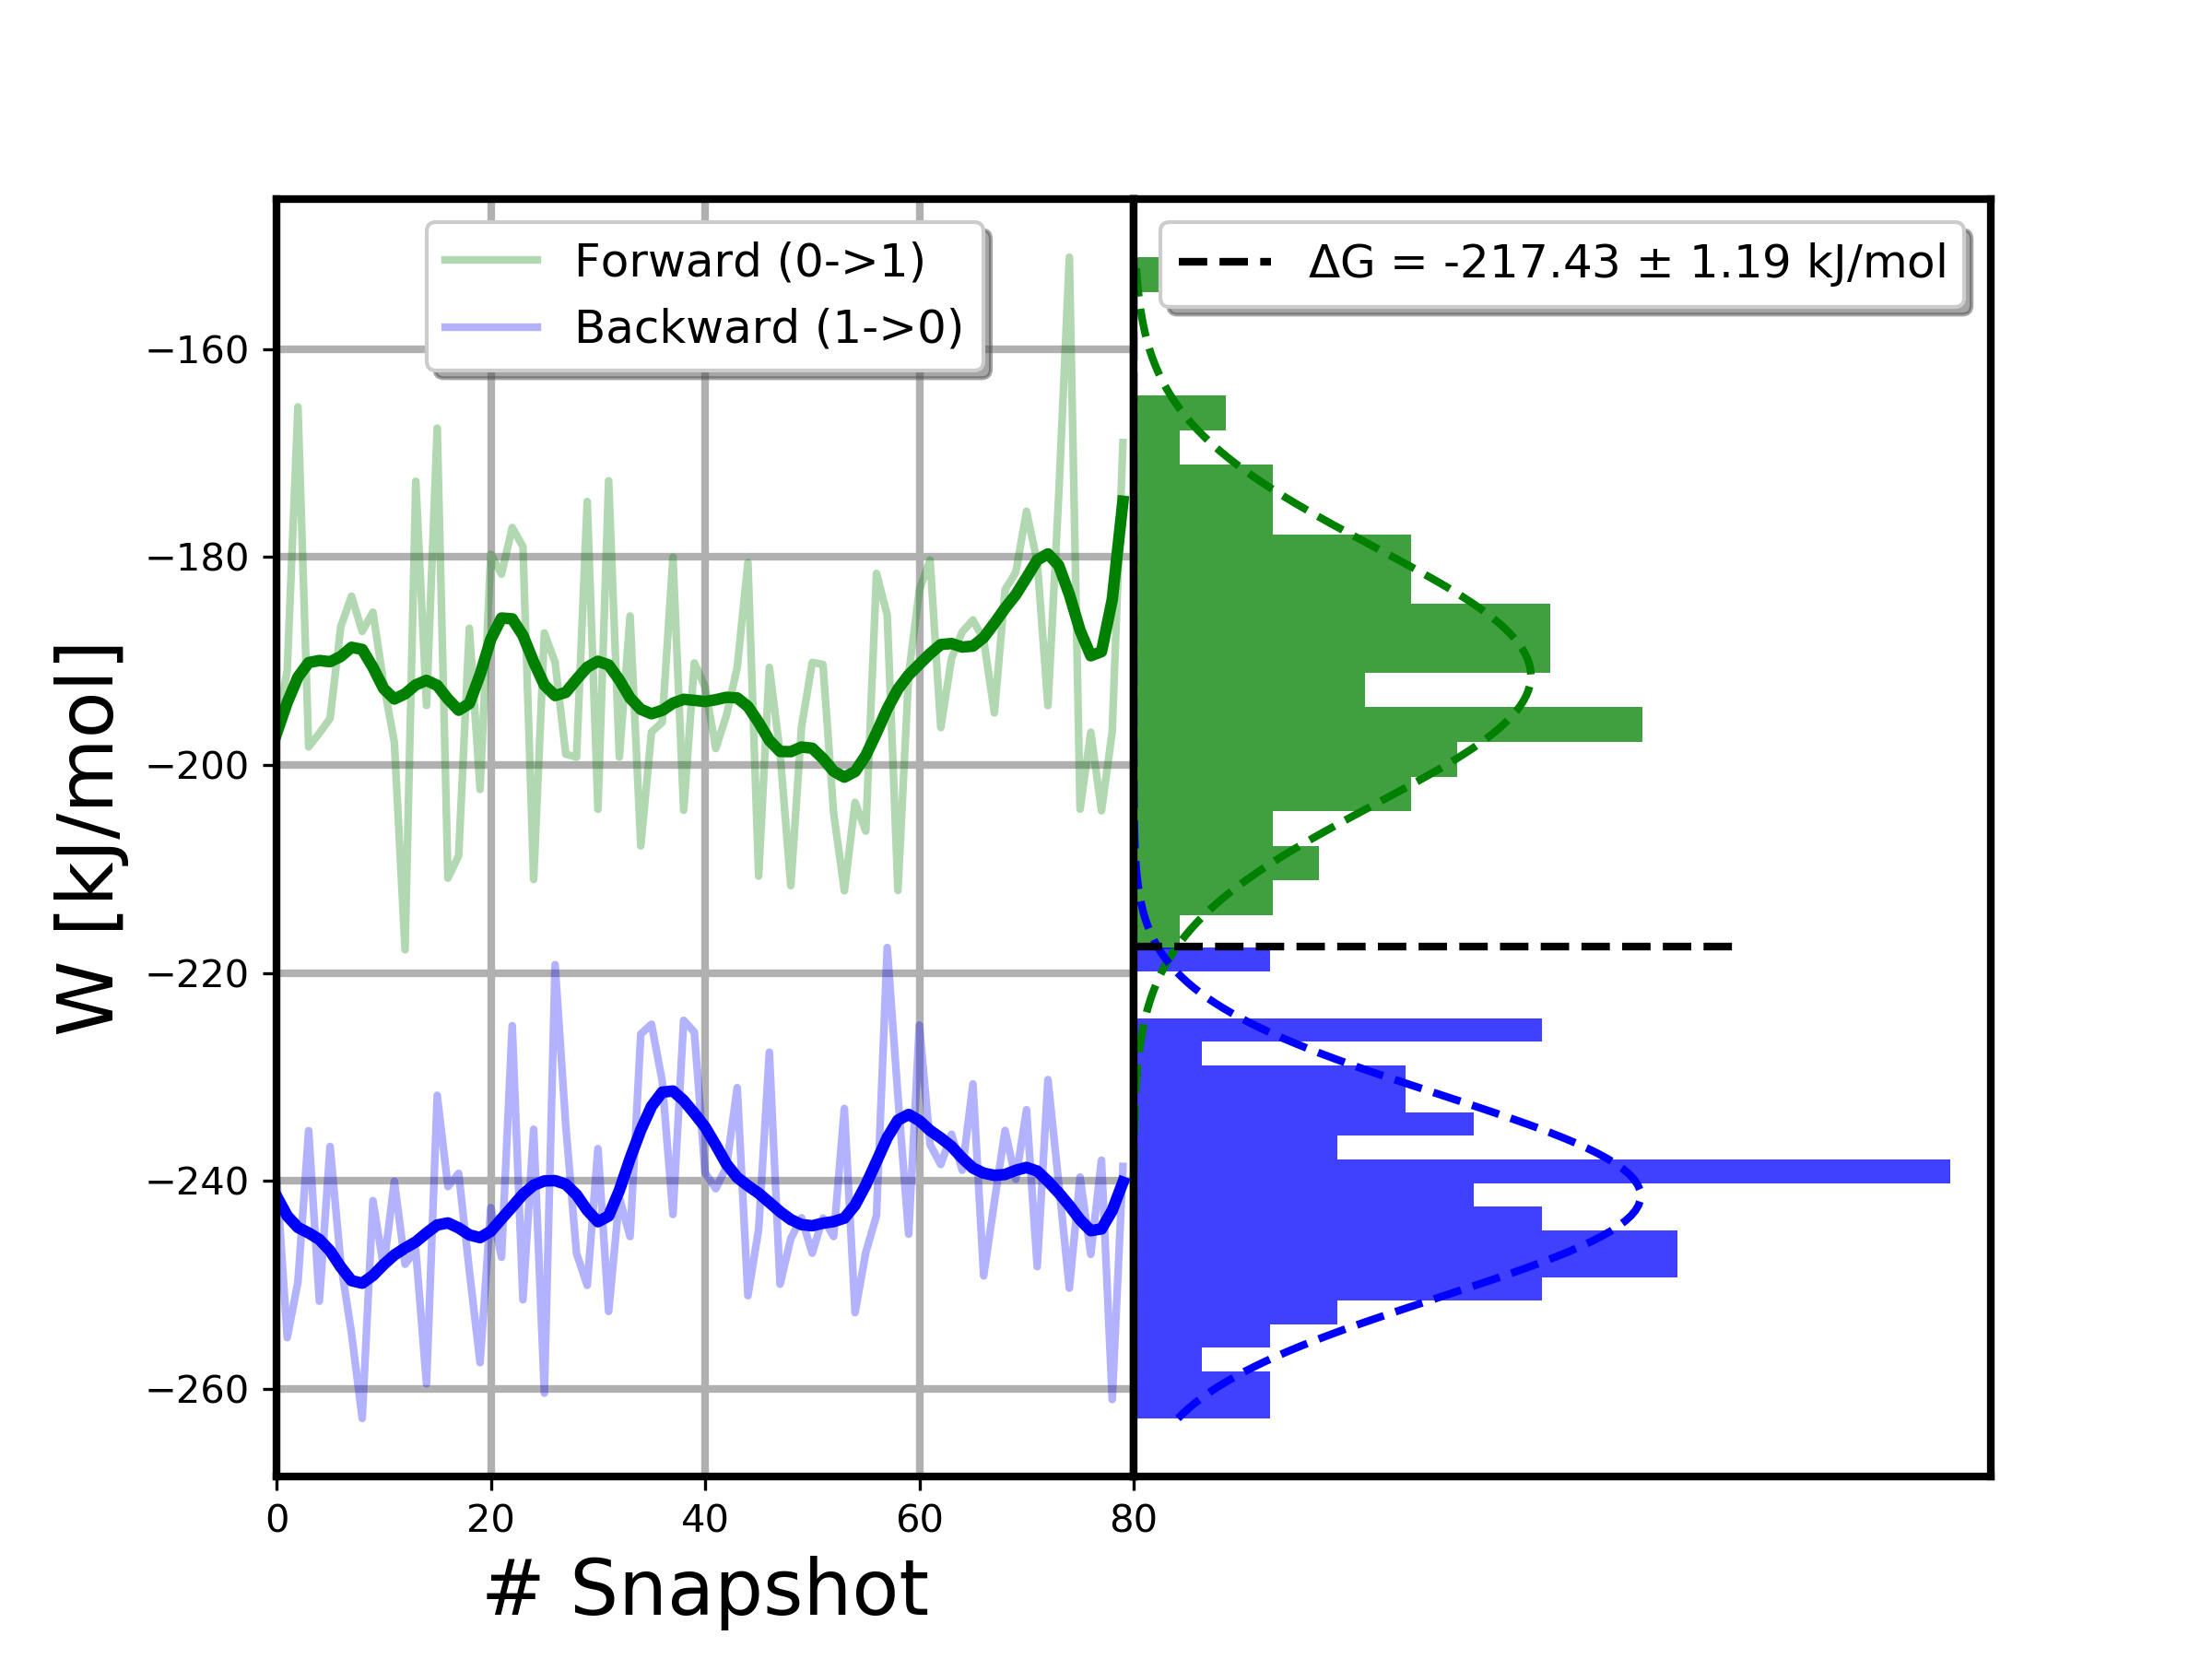 Forward (0->1)
Backward (1->0)
ΔG = -217.43 ± 1.19 kJ/mol
W [kJ/mol]
−160
−180
−200
−220
−240
−260
0 20 40 60 80
# Snapshot